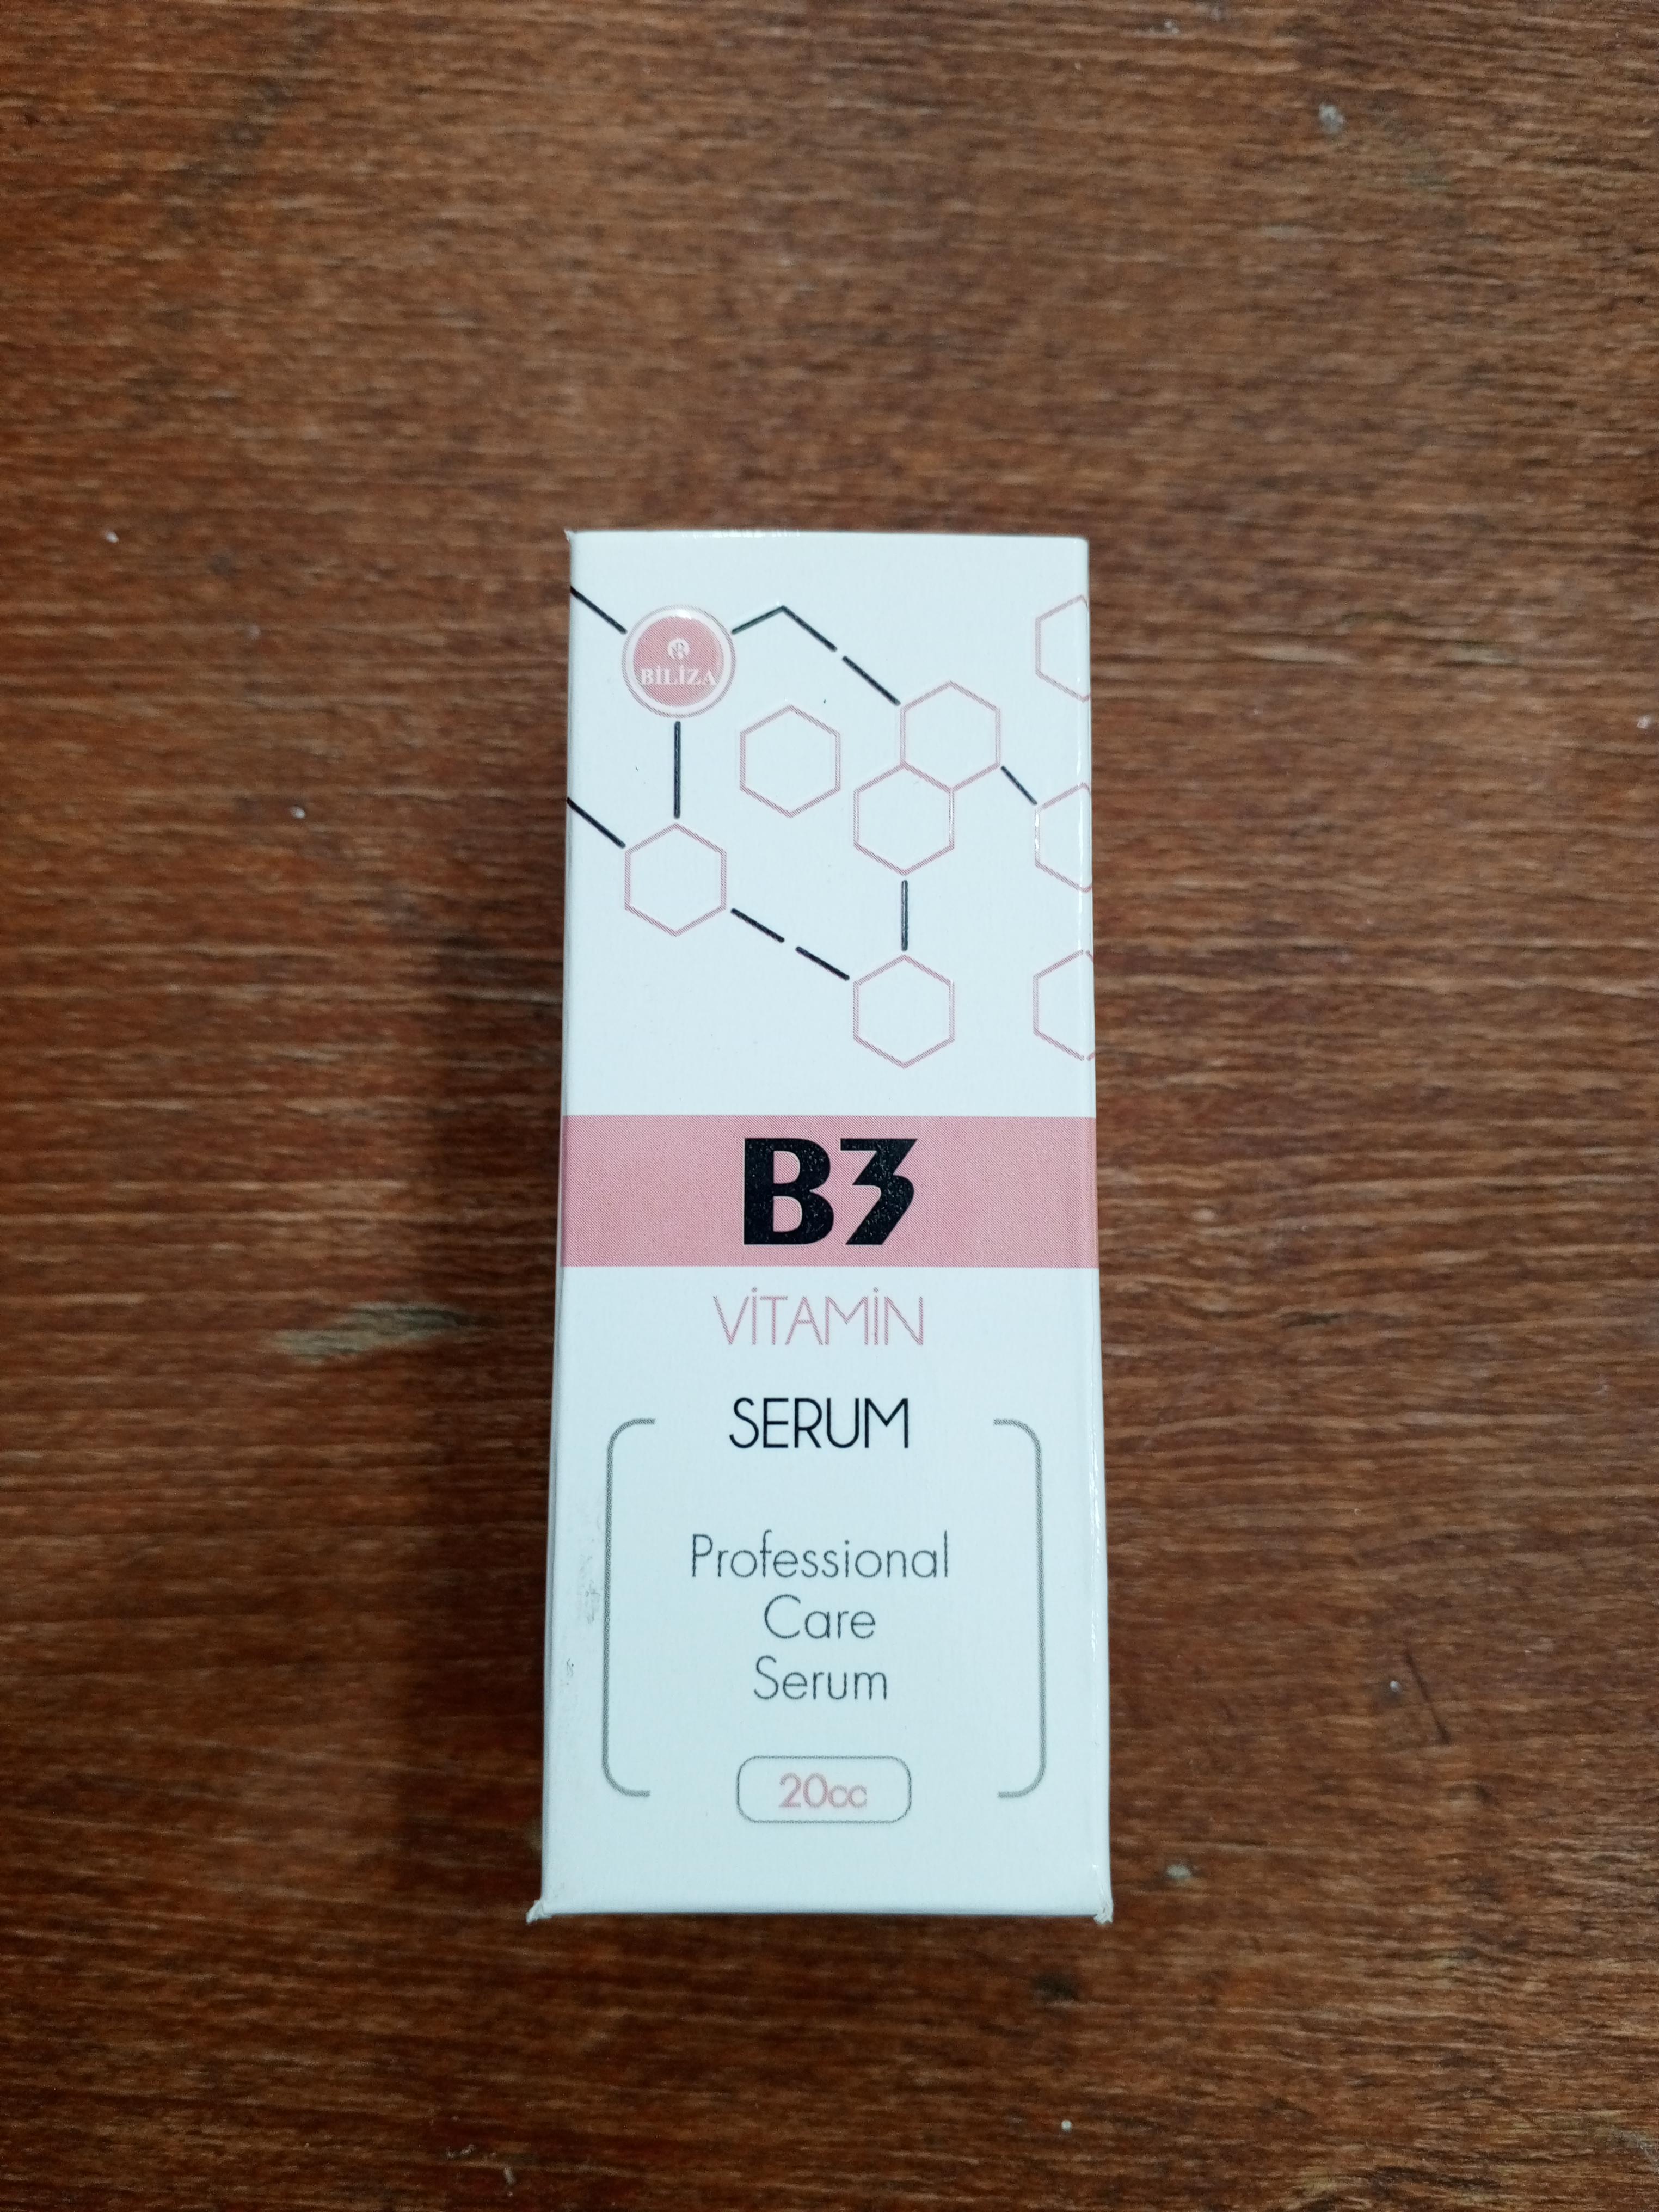 BİLİZA
B3
VİTAMİN
SERUM
Professional
Care
Serum
20cc